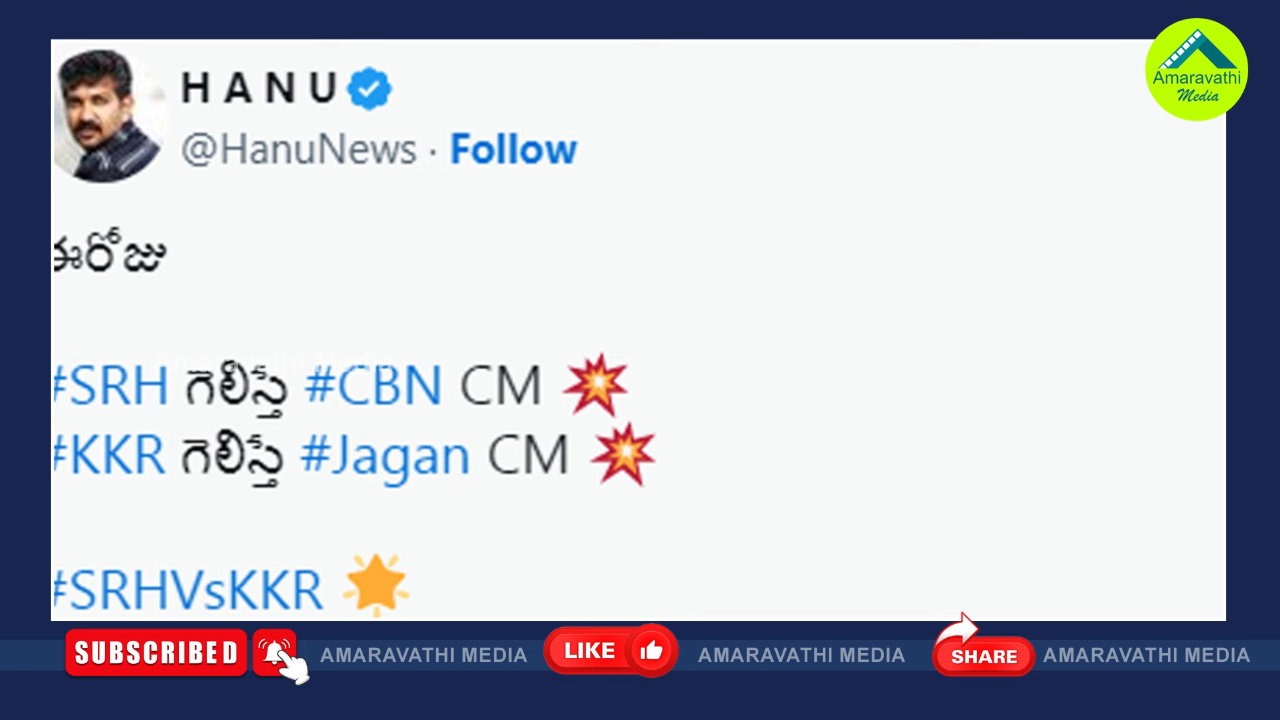 Amaravathi
Media
H A N U
@HanuNews · Follow
ఈరోజు
#SRH గెలిస్తే #CBN CM 💥
#KKR గెలిస్తే #Jagan CM 💥
#SRHVsKKR 🌟
SUBSCRIBED AMARAVATHI MEDIA LIKE AMARAVATHI MEDIA SHARE AMARAVATHI MEDIA